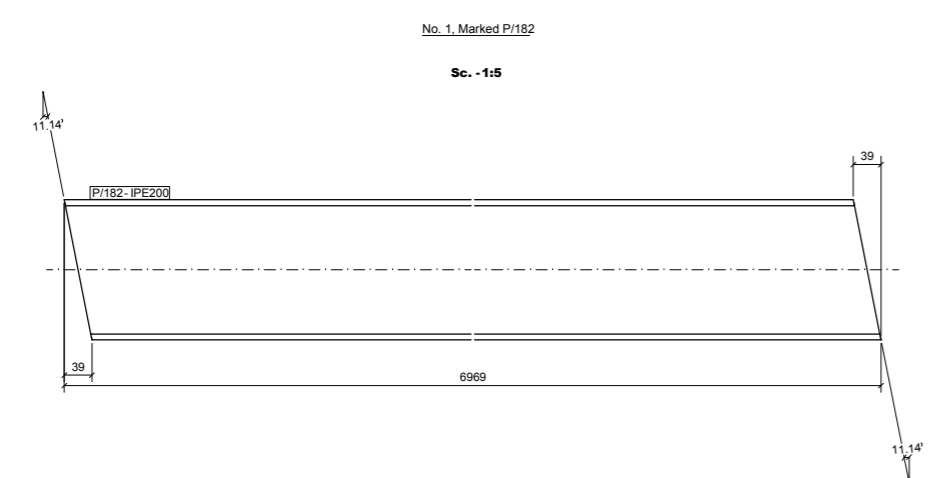 No. 1, Marked P/182
Sc. -1:5
11.14'
39
P/182- IPE200
39
6969
11.14'